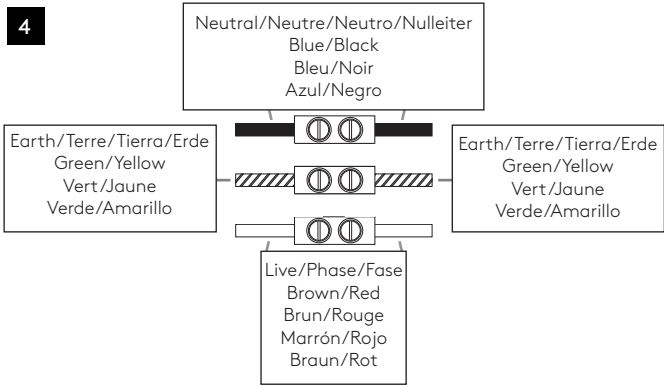 4
Neutral/Neutre/Neutro/Nulleiter
Blue/Black
Bleu/Noir
Azul/Negro
Earth/Terre/Tierra/Erde
Green/Yellow
Vert/Jaune
Verde/Amarillo
Earth/Terre/Tierra/Erde
Green/Yellow
Vert/Jaune
Verde/Amarillo
Live/Phase/Fase
Brown/Red
Brun/Rouge
Marrón/Rojo
Braun/Rot